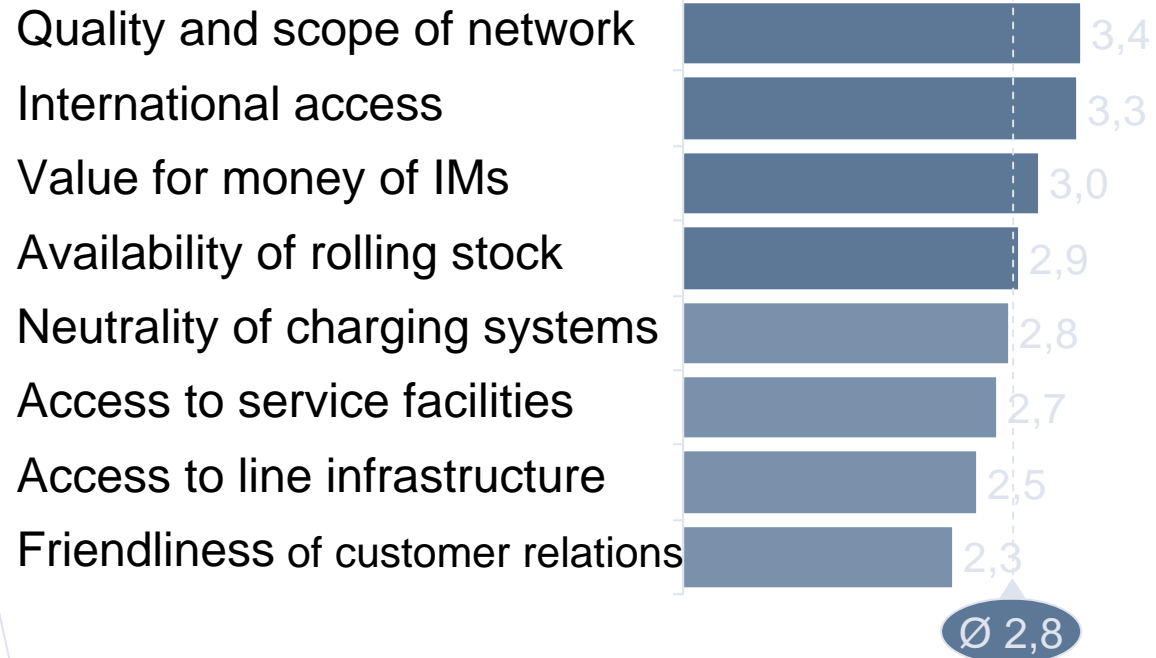 Quality and scope of network 3,4
International access 3,3
Value for money of IMs 3,0
Availability of rolling stock 2,9
Neutrality of charging systems 2,8
Access to service facilities 2,7
Access to line infrastructure 2,5
Friendliness of customer relations 2,3
Ø 2,8